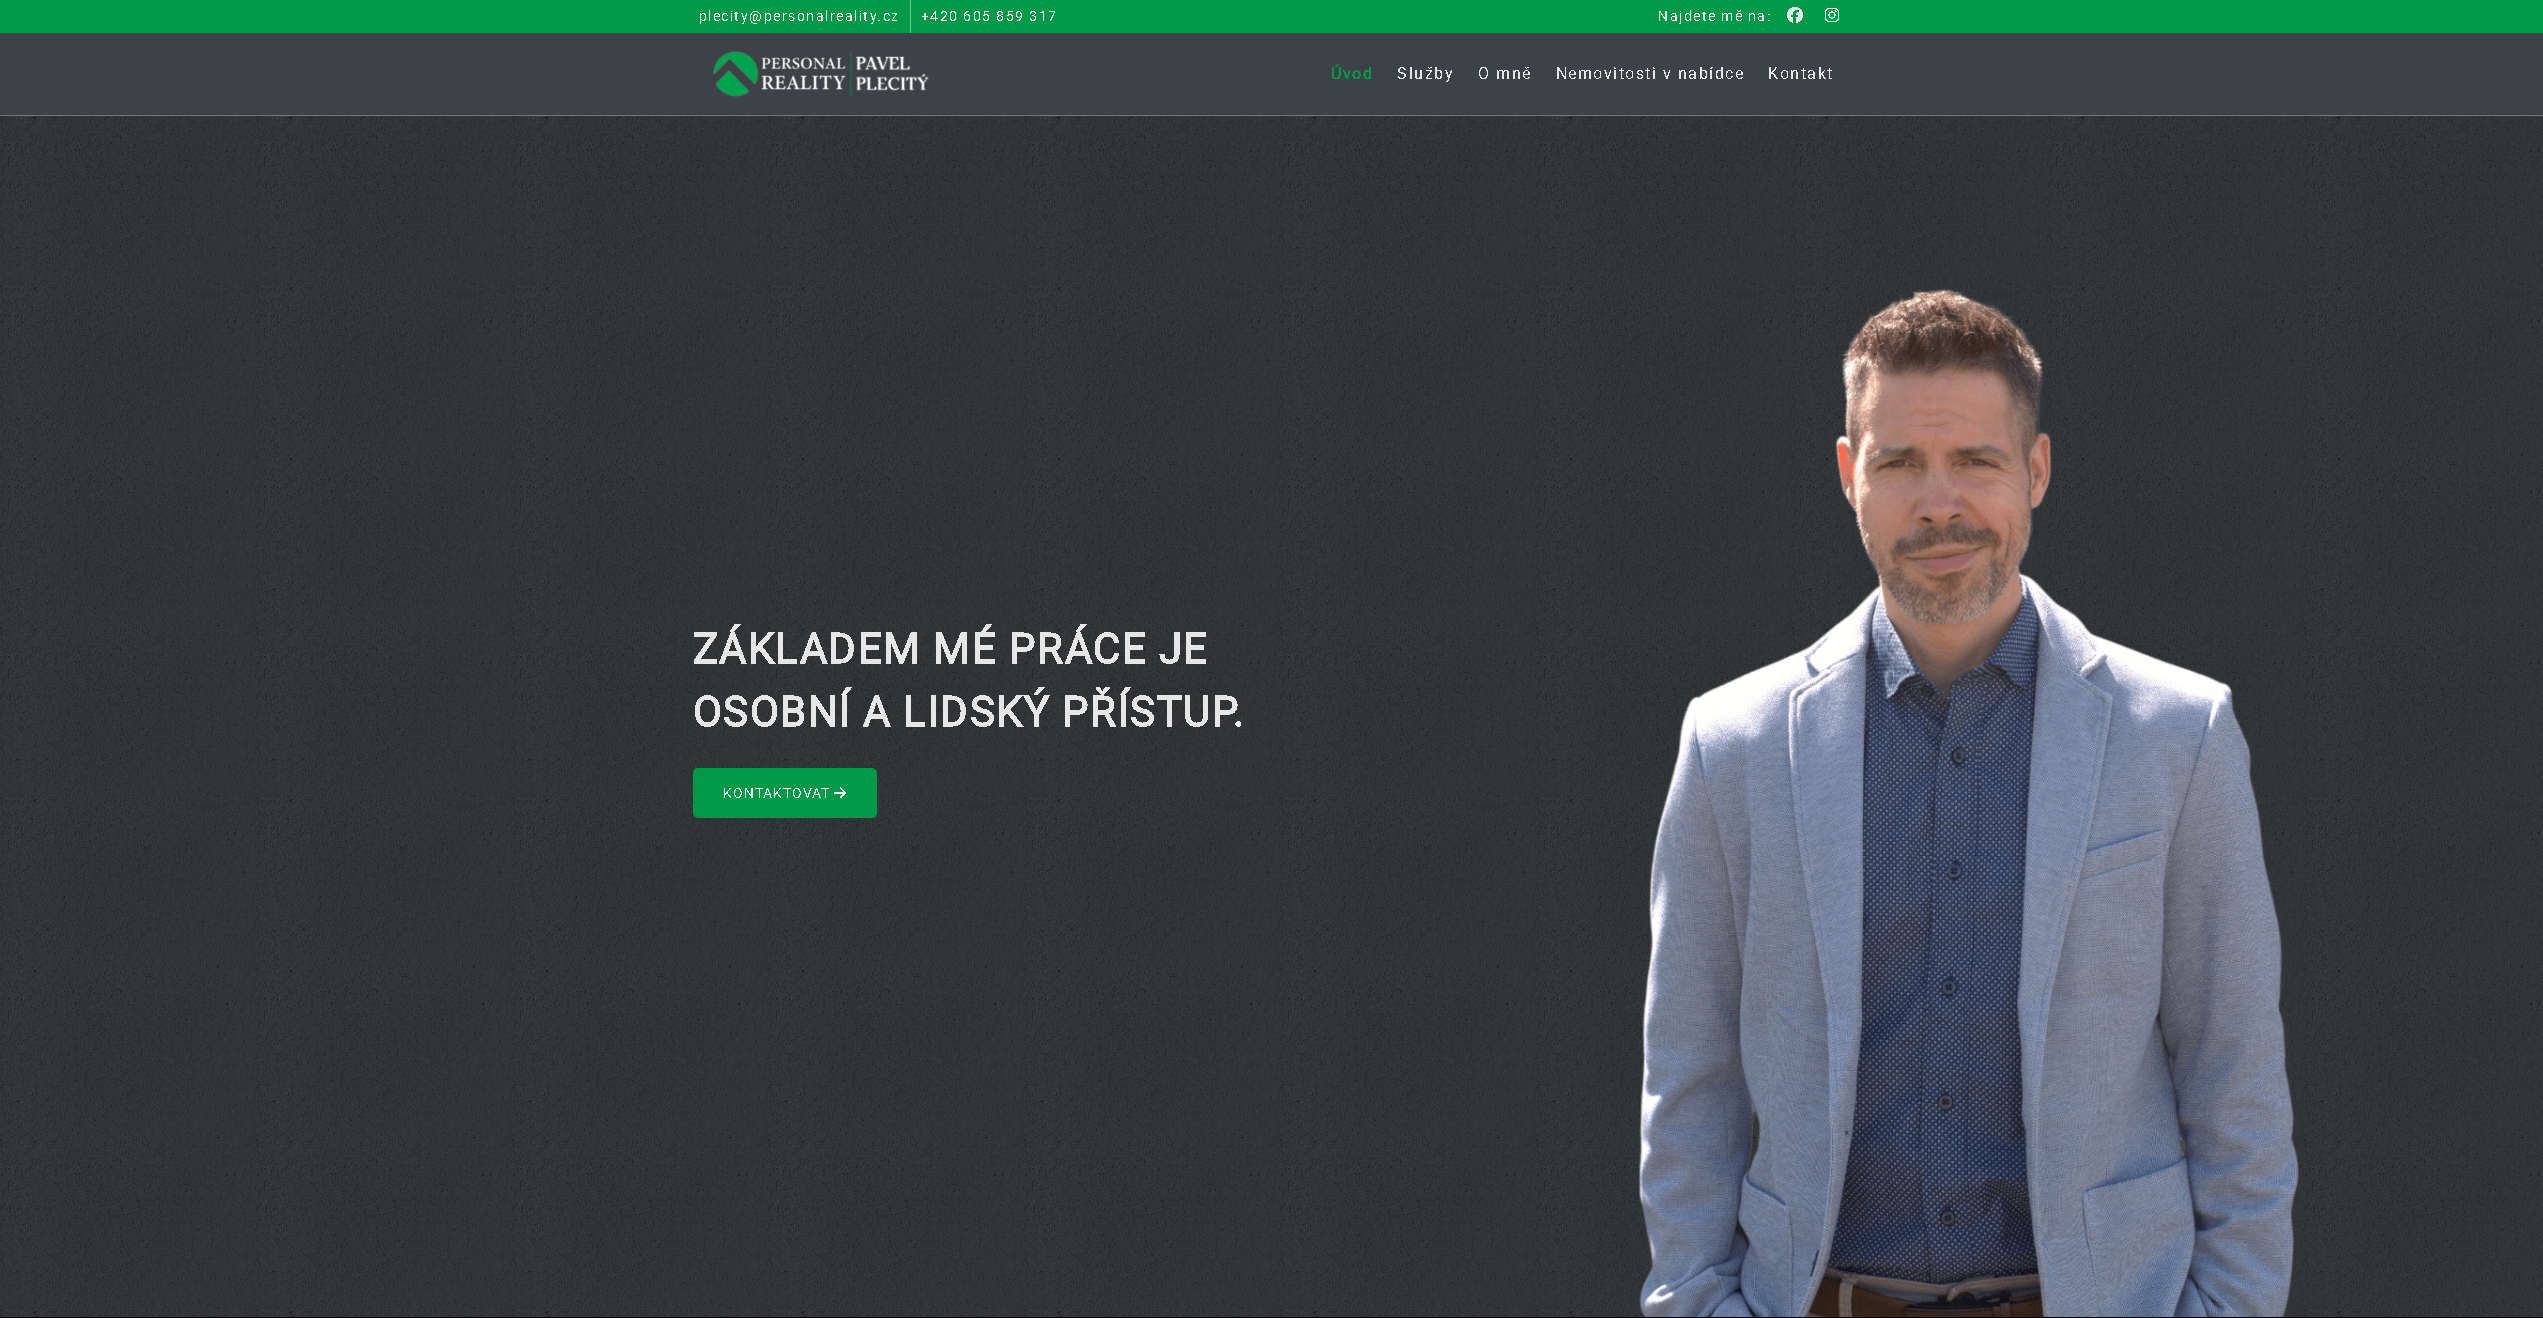 plecity@personalreality.cz
+420 605 859 317
Najdete mě na:
PERSONAL REALITY
PAVEL PLECITÝ
Úvod
Služby
O mně
Nemovitosti v nabídce
Kontakt
ZÁKLADEM MÉ PRÁCE JE
OSOBNÍ A LIDSKÝ PŘÍSTUP.
KONTAKTOVAT